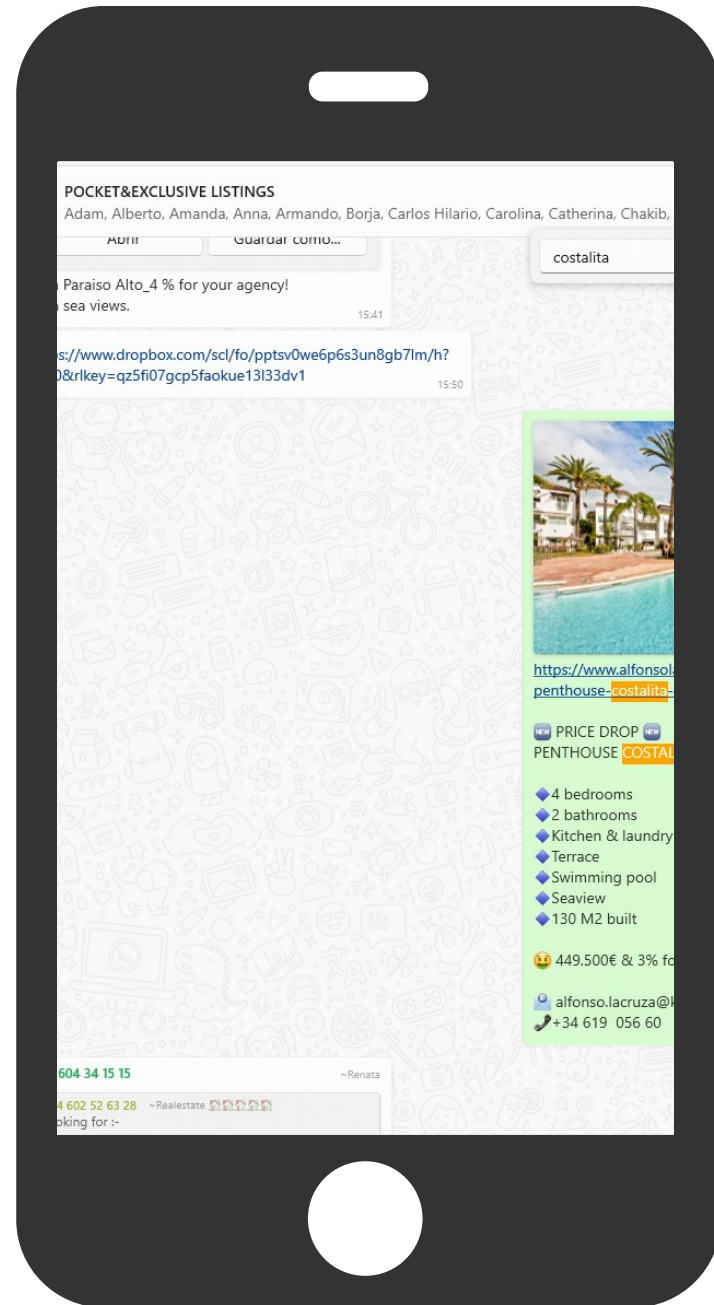 POCKET&EXCLUSIVE LISTINGS
Adam, Alberto, Amanda, Anna, Armando, Borja, Carlos Hilario, Carolina, Catherina, Chakib,
costalita
Abrir
Guardar como...
Paraiso Alto_4 % for your agency!
sea views.
15:41
s://www.dropbox.com/scl/fo/pptsv0we6p6s3un8gb7lm/h?
0&rlkey=qz5fi07gcp5faokue13l33dv1
15:50
https://www.alfonsola
penthouse-costalita-
🆕 PRICE DROP 🆕
PENTHOUSE COSTAL
🔹4 bedrooms
🔹2 bathrooms
🔹Kitchen & laundry
🔹Terrace
🔹Swimming pool
🔹Seaview
🔹130 M2 built
🤑 449.500€ & 3% fo
📧 alfonso.lacruza@k
📞+34 619  056 60
604 34 15 15
~Renata
4 602 52 63 28 ~Realestate 🏠🏠🏠🏠🏠
oking for :-